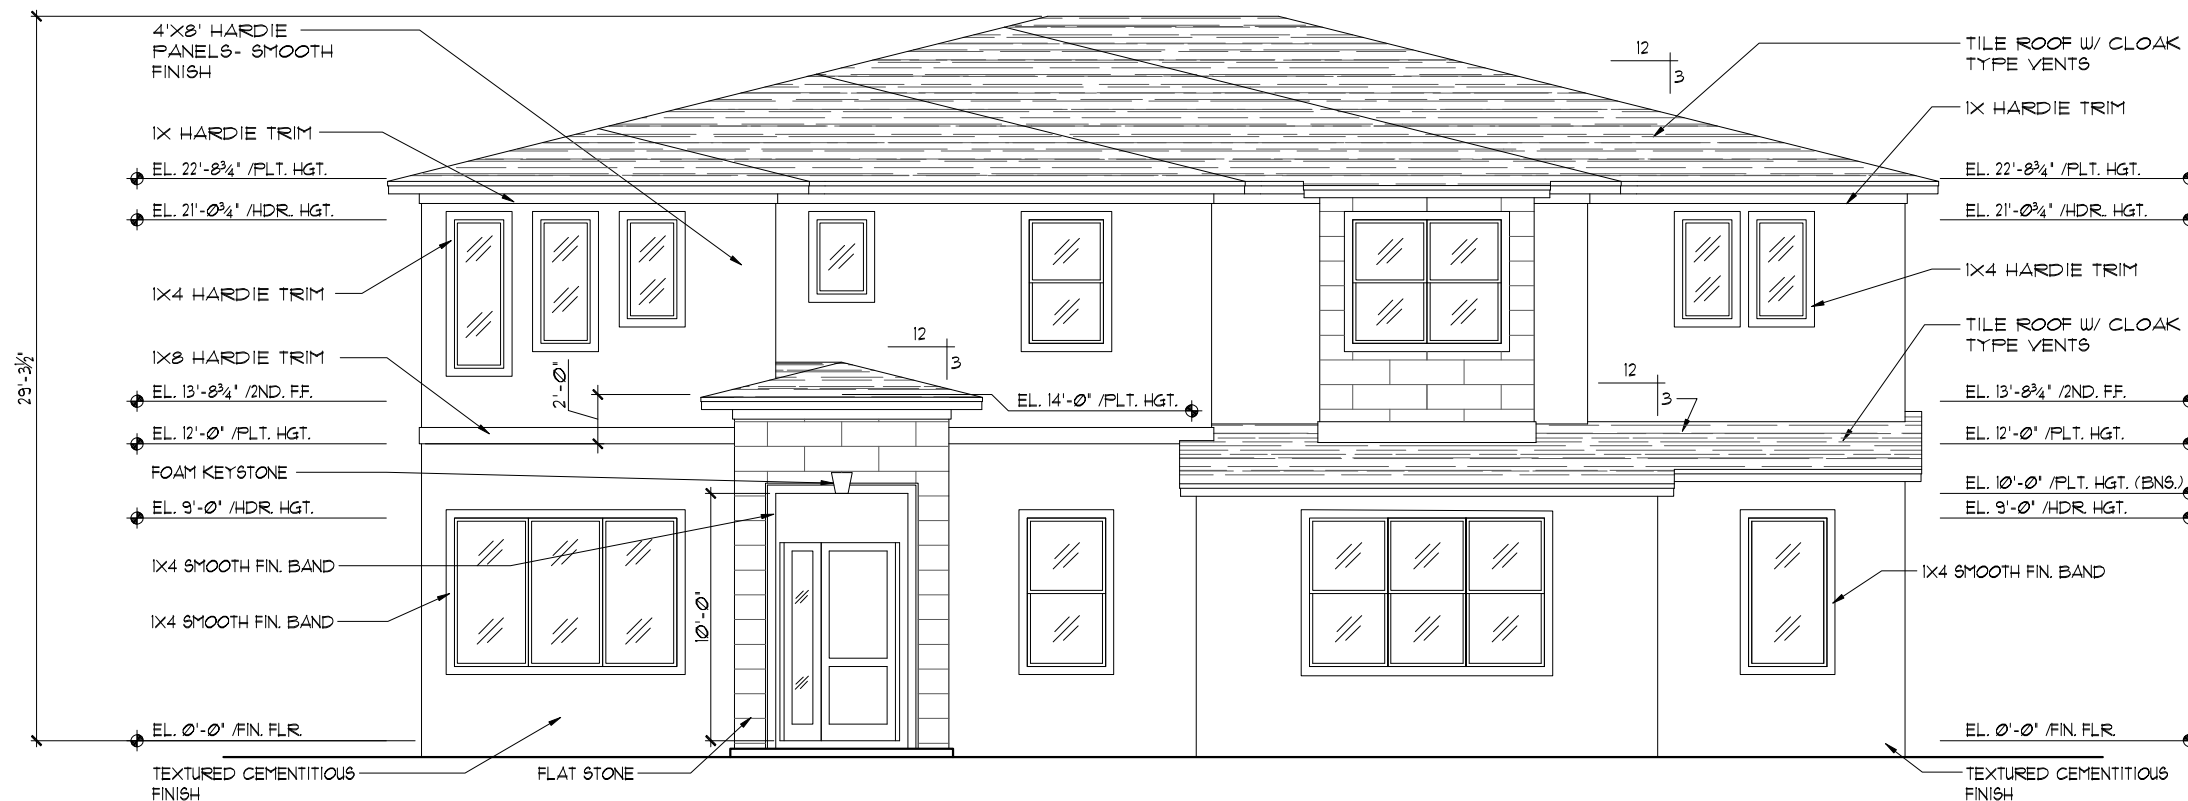 4'X8' HARDIE
PANELS- SMOOTH
FINISH
1X HARDIE TRIM
EL. 22'-8¾" /PLT. HGT.
EL. 21'-0¾" /HDR. HGT.
1X4 HARDIE TRIM
1X8 HARDIE TRIM
EL. 13'-8¾" /2ND. F.F.
EL. 12'-0" /PLT. HGT.
FOAM KEYSTONE
EL. 9'-0" /HDR. HGT.
1X4 SMOOTH FIN. BAND
1X4 SMOOTH FIN. BAND
EL. 0'-0" /FIN. FLR.
TEXTURED CEMENTITIOUS
FINISH
FLAT STONE
29'-3½"
2'-0"
10'-0"
12
3
EL. 14'-0" /PLT. HGT.
12
3
12
3
TILE ROOF W/ CLOAK
TYPE VENTS
1X HARDIE TRIM
EL. 22'-8¾" /PLT. HGT.
EL. 21'-0¾" /HDR. HGT.
1X4 HARDIE TRIM
TILE ROOF W/ CLOAK
TYPE VENTS
EL. 13'-8¾" /2ND. F.F.
EL. 12'-0" /PLT. HGT.
EL. 10'-0" /PLT. HGT. (BNS.)
EL. 9'-0" /HDR. HGT.
1X4 SMOOTH FIN. BAND
EL. 0'-0" /FIN. FLR.
TEXTURED CEMENTITIOUS
FINISH